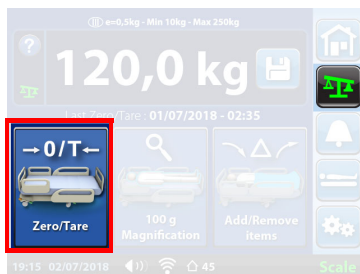 e=0,5kg - Min 10kg - Max 250kg
?
120,0 kg
Last Zero/Tare : 01/07/2018 - 02:35
→0/T←
Zero/Tare
100 g
Magnification
Add/Remove
items
19:15 02/07/2018 45
Scale